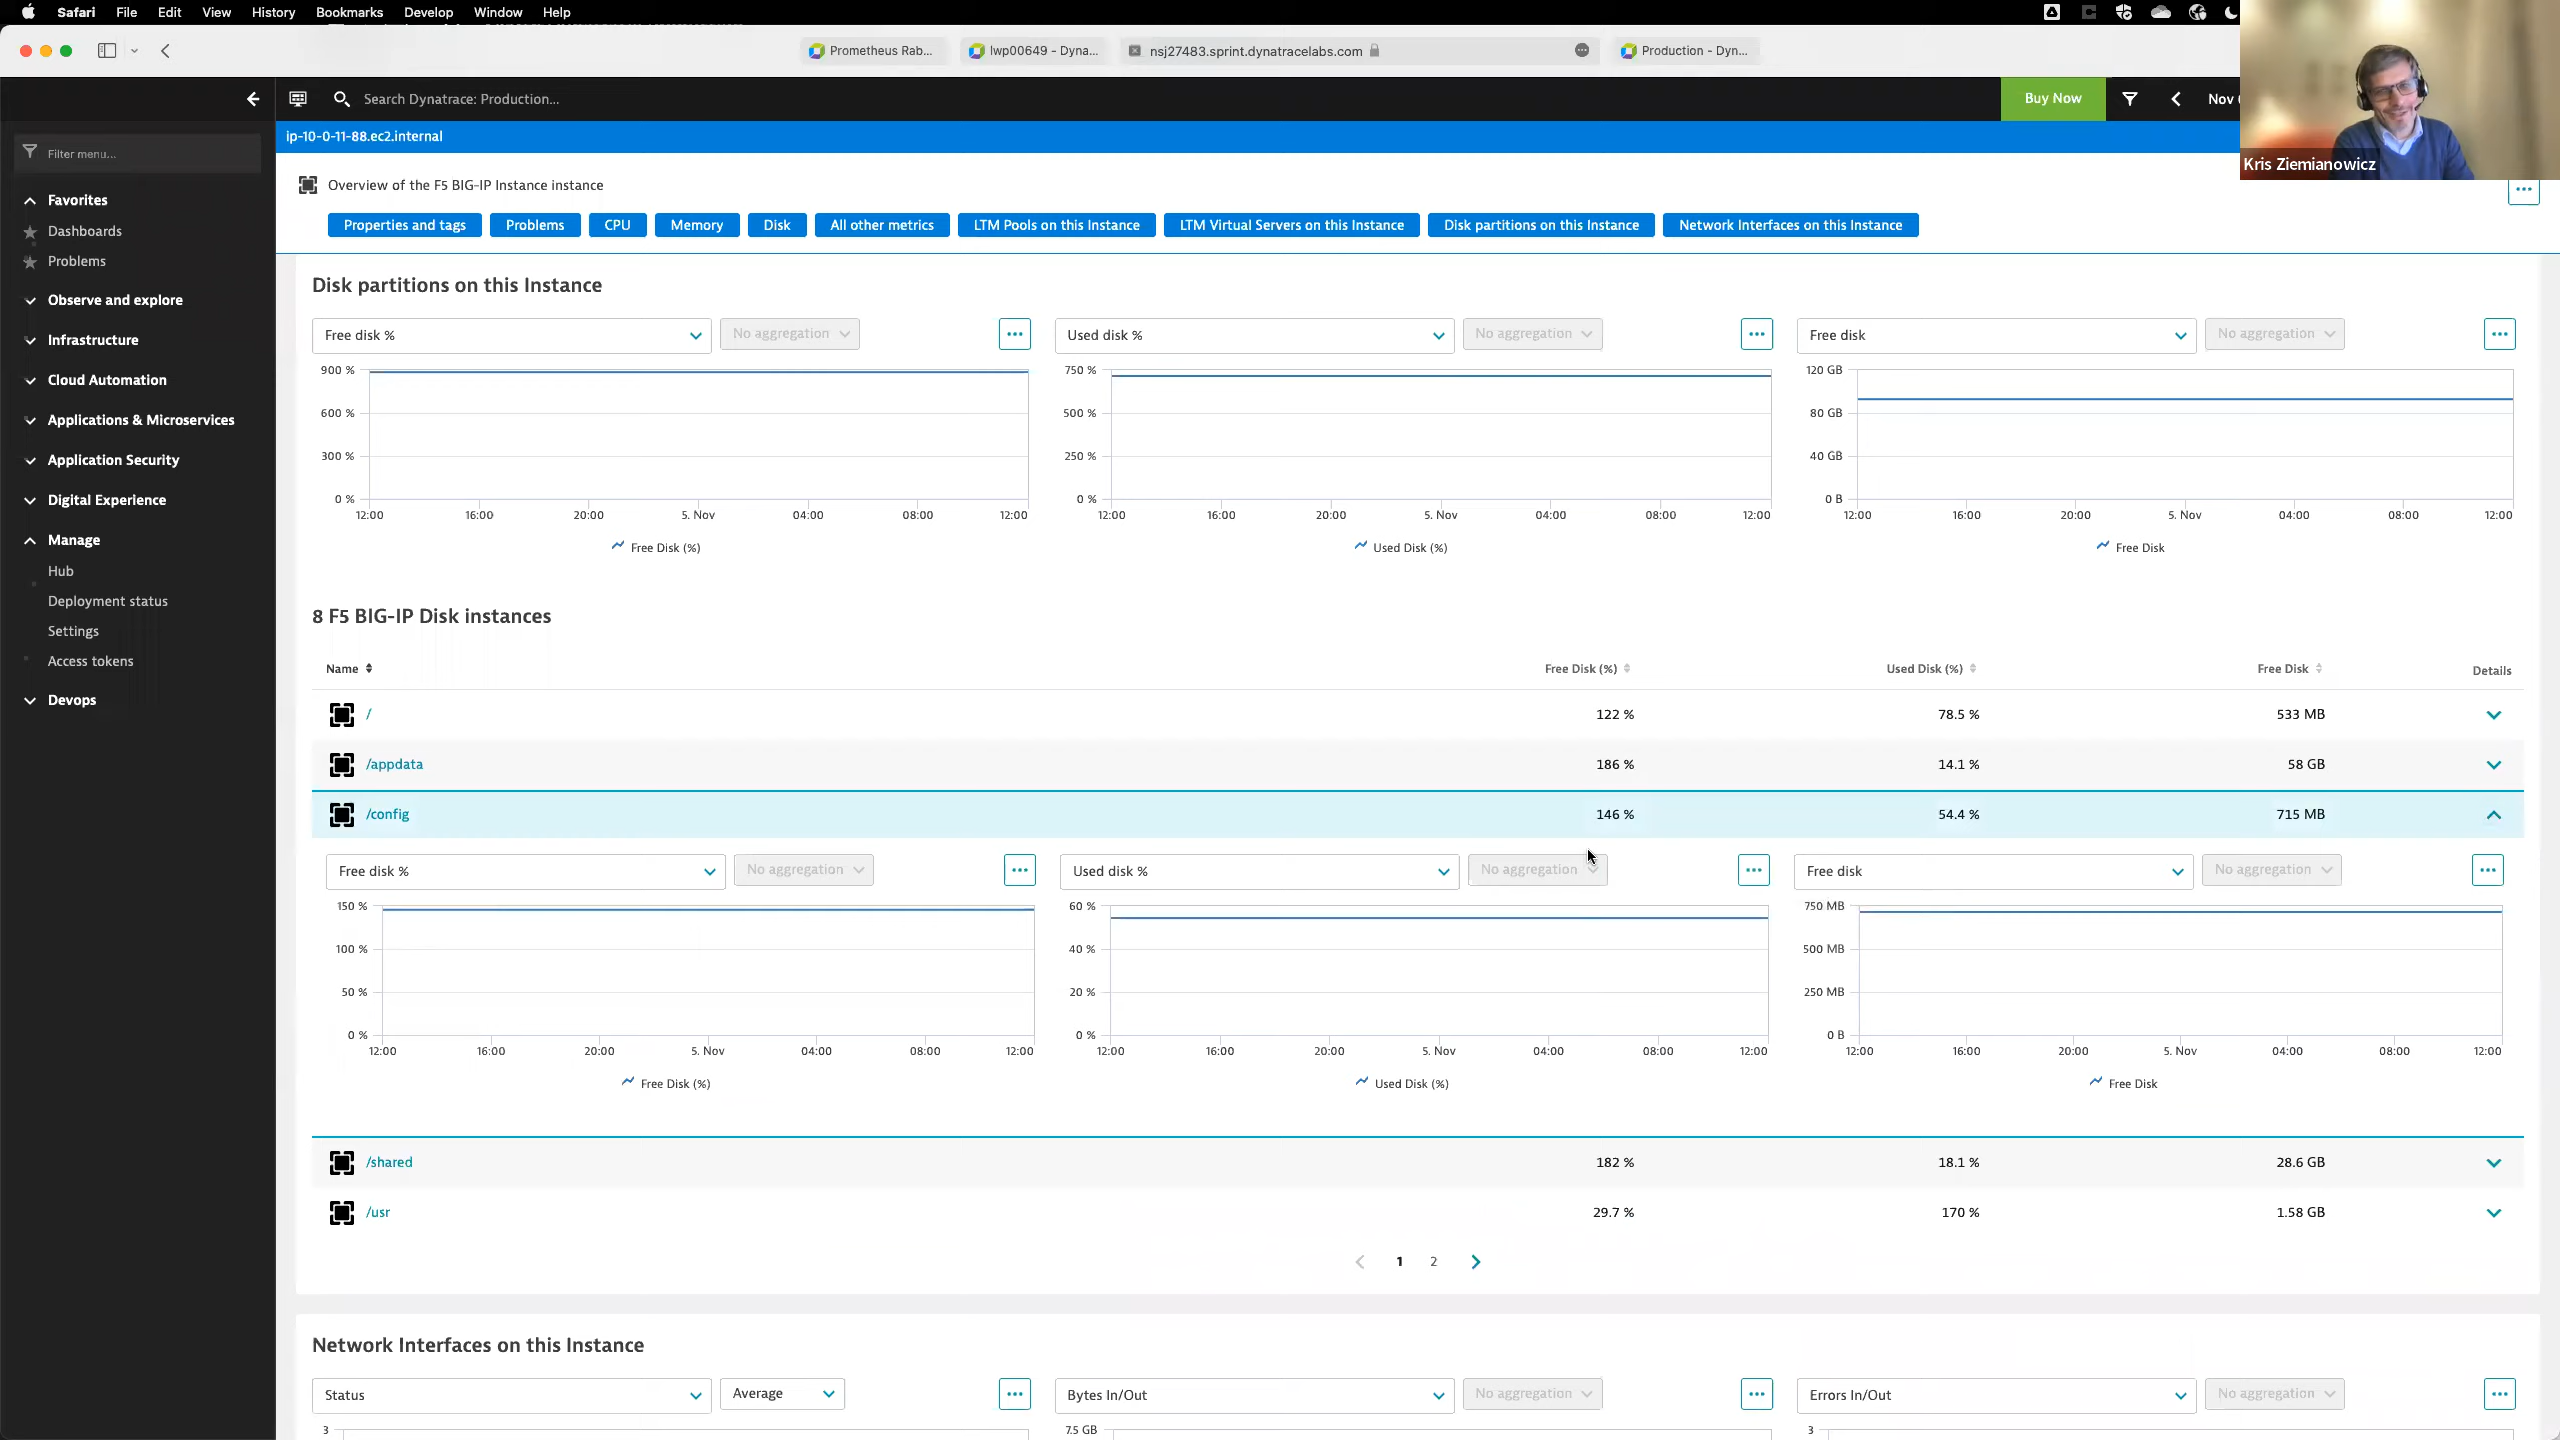 Safari File Edit View History Bookmarks Develop Window Help
Prometheus Rab... lwp00649 - Dyna... nsj27483.sprint.dynatracelabs.com Production - Dyn...
Search Dynatrace: Production... Buy Now Nov
Kris Ziemianowicz
ip-10-0-11-88.ec2.internal
Filter menu...
Favorites
Dashboards
Problems
Observe and explore
Infrastructure
Cloud Automation
Applications & Microservices
Application Security
Digital Experience
Manage
Hub
Deployment status
Settings
Access tokens
Devops
Overview of the F5 BIG-IP Instance instance
Properties and tags Problems CPU Memory Disk All other metrics LTM Pools on this Instance LTM Virtual Servers on this Instance Disk partitions on this Instance Network Interfaces on this Instance
Disk partitions on this Instance
Free disk % No aggregation ... Used disk % No aggregation ... Free disk No aggregation ...
900 % 750 % 120 GB
600 % 500 % 80 GB
300 % 250 % 40 GB
0 % 0 % 0 B
12:00 16:00 20:00 5. Nov 04:00 08:00 12:00 12:00 16:00 20:00 5. Nov 04:00 08:00 12:00 12:00 16:00 20:00 5. Nov 04:00 08:00 12:00
Free Disk (%) Used Disk (%) Free Disk
8 F5 BIG-IP Disk instances
Name Free Disk (%) Used Disk (%) Free Disk Details
/ 122 % 78.5 % 533 MB
/appdata 186 % 14.1 % 58 GB
/config 146 % 54.4 % 715 MB
Free disk % No aggregation ... Used disk % No aggregation ... Free disk No aggregation ...
150 % 60 % 750 MB
100 % 40 % 500 MB
50 % 20 % 250 MB
0 % 0 % 0 B
12:00 16:00 20:00 5. Nov 04:00 08:00 12:00 12:00 16:00 20:00 5. Nov 04:00 08:00 12:00 12:00 16:00 20:00 5. Nov 04:00 08:00 12:00
Free Disk (%) Used Disk (%) Free Disk
/shared 182 % 18.1 % 28.6 GB
/usr 29.7 % 170 % 1.58 GB
1 2
Network Interfaces on this Instance
Status Average ... Bytes In/Out No aggregation ... Errors In/Out No aggregation ...
3 7.5 GB 3